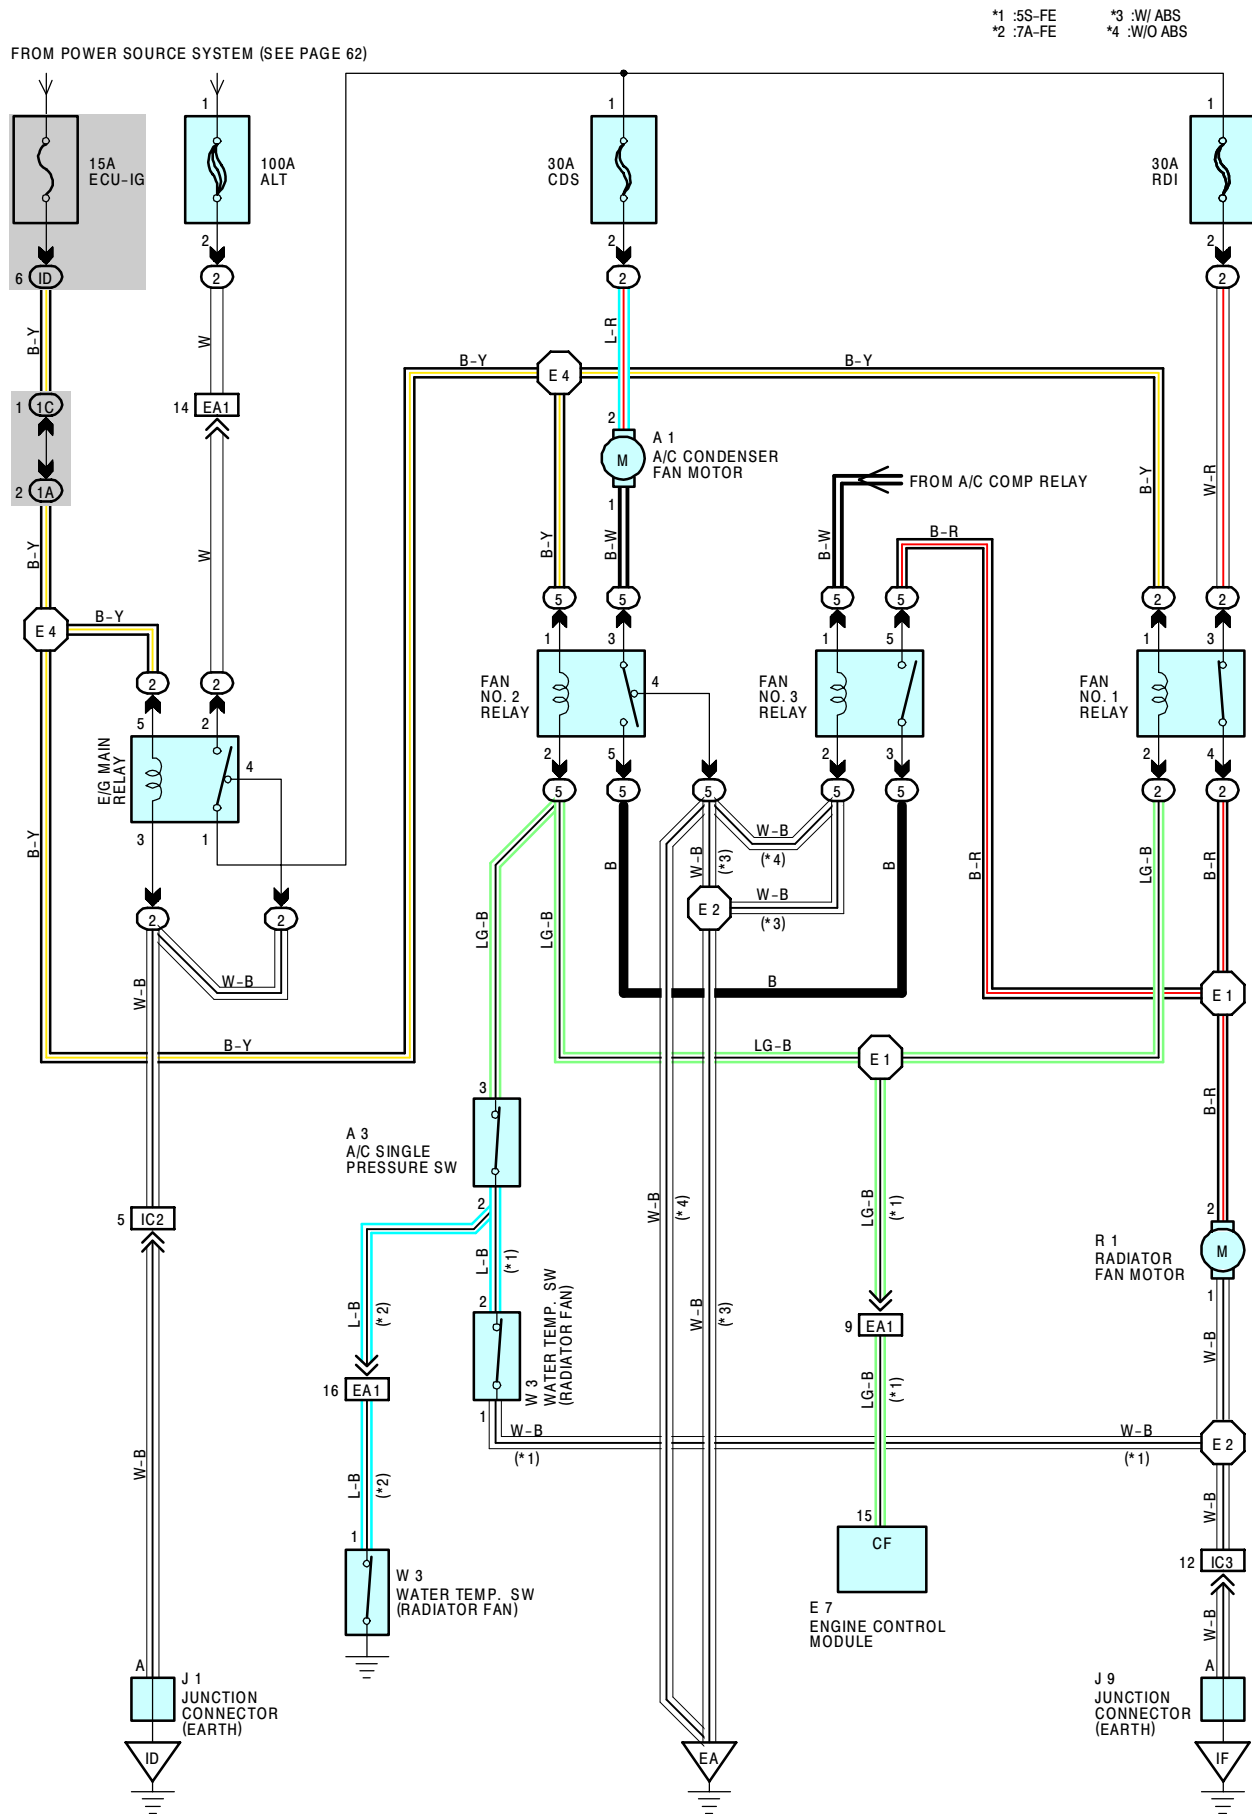 *1 :5S-FE *3 :W/ ABS
*2 :7A-FE *4 :W/O ABS
FROM POWER SOURCE SYSTEM (SEE PAGE 62)
1
1
1
15A
ECU-IG
100A
ALT
30A
CDS
30A
RDI
2
2
2
6 ID
2
2
2
B-Y
W
L-R
B-Y
E 4
B-Y
1 1C
14 EA1
2
M
A 1
A/C CONDENSER
FAN MOTOR
1
FROM A/C COMP RELAY
2 1A
B-Y
W
B-Y
B-W
B-W
B-R
B-Y
W-R
5
5
5
5
2
2
E 4
B-Y
1
3
1
5
1
3
2
2
FAN
NO. 2
RELAY
4
FAN
NO. 3
RELAY
FAN
NO. 1
RELAY
5
2
E/G MAIN
RELAY
4
2
5
2
3
2
4
5
5
5
5
5
2
2
3
1
B-Y
W-B
(*4)
W-B
(*3)
B
B
B-R
LG-B
B-R
E 2
W-B
(*3)
2
2
LG-B
LG-B
W-B
W-B
B
E 1
B-Y
LG-B
E 1
3
A 3
A/C SINGLE
PRESSURE SW
2
B-R
W-B
(*4)
LG-B
(*1)
2
5 IC2
L-B
(*1)
R 1
RADIATOR
FAN MOTOR
M
1
L-B
(*2)
2
W 3
WATER TEMP. SW
(RADIATOR FAN)
W-B
(*3)
9 EA1
W-B
16 EA1
1
LG-B
(*1)
W-B
(*1)
W-B
(*1)
E 2
W-B
L-B
(*2)
W-B
1
15
CF
12 IC3
W 3
WATER TEMP. SW
(RADIATOR FAN)
E 7
ENGINE CONTROL
MODULE
W-B
A
J 1
JUNCTION
CONNECTOR
(EARTH)
A
J 9
JUNCTION
CONNECTOR
(EARTH)
ID
EA
IF